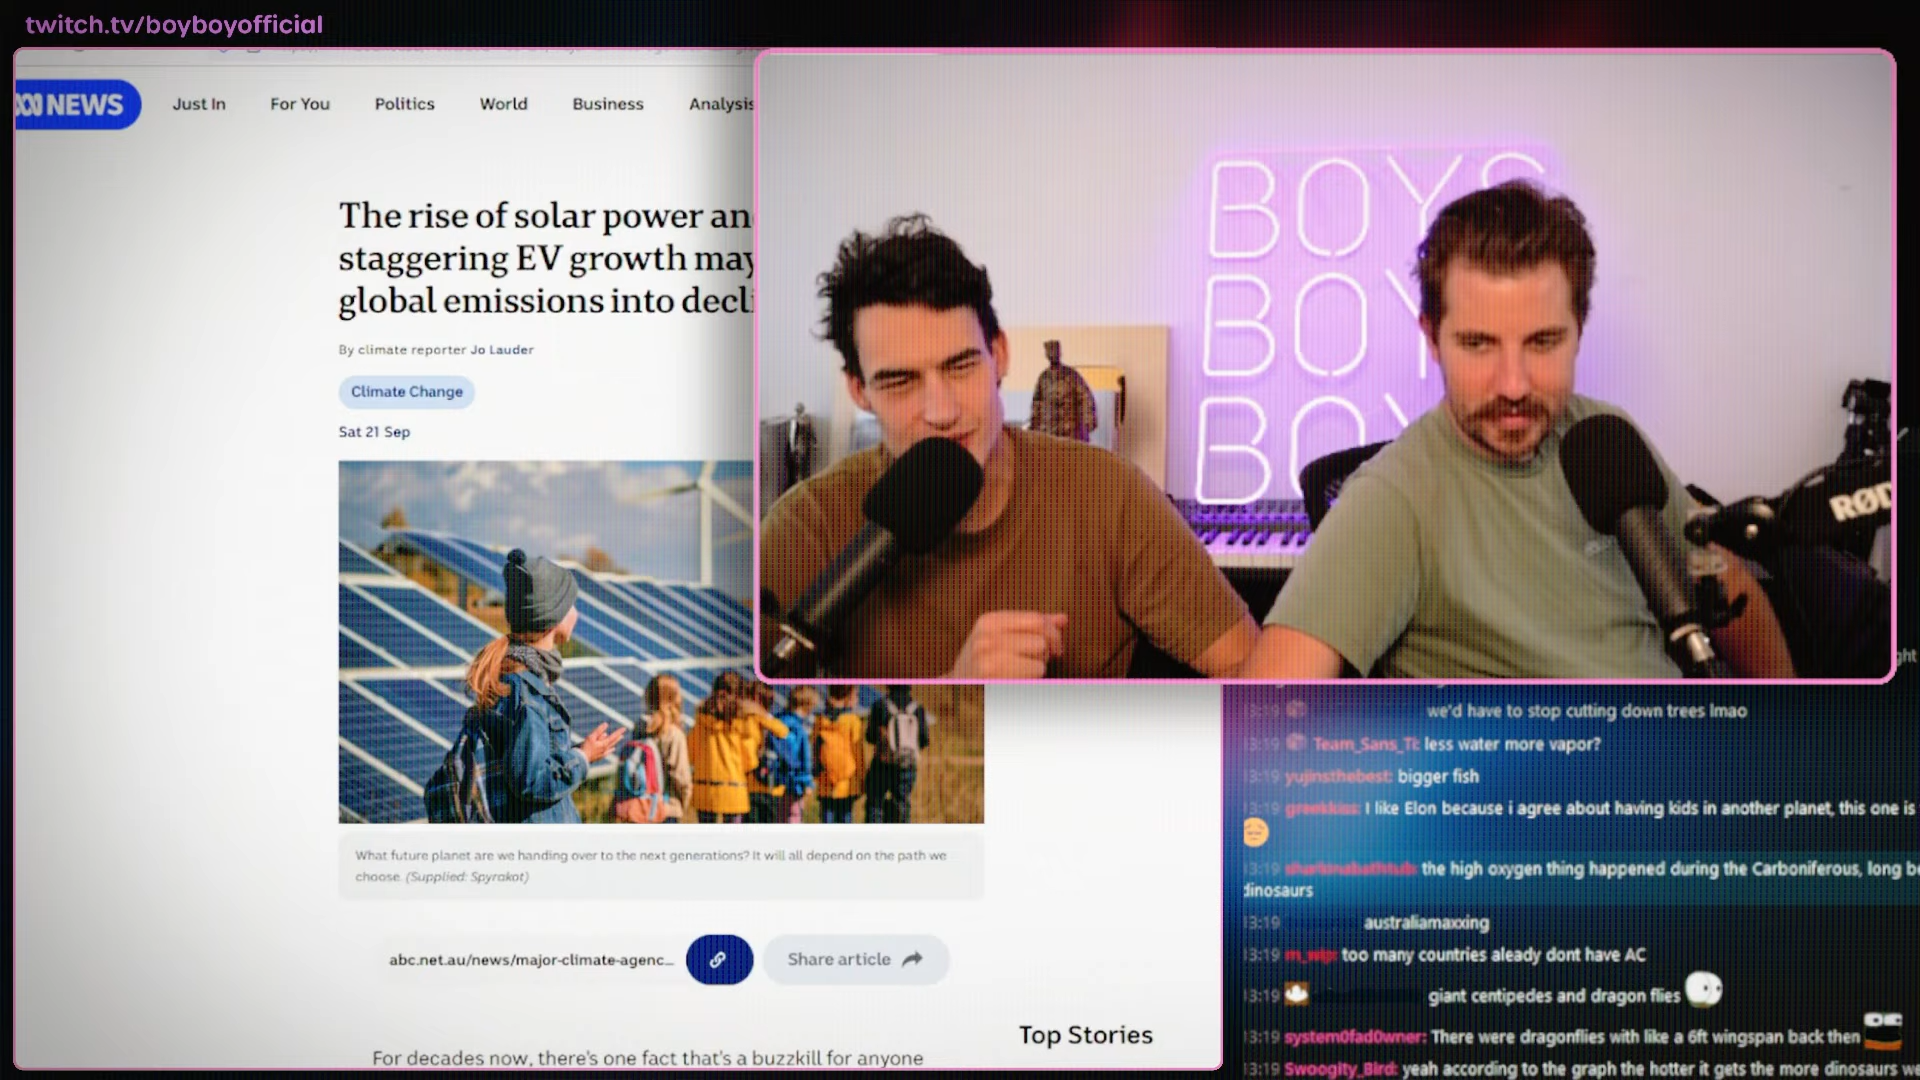 twitch.tv/boyboyofficial
NEWS
Just In
For You
Politics
World
Business
Analysis
The rise of solar power an
staggering EV growth may
global emissions into decli
By climate reporter Jo Lauder
Climate Change
Sat 21 Sep
What future planet are we handing over to the next generations? It will all depend on the path we
choose. (Supplied: Spyrakot)
abc.net.au/news/major-climate-agenc...
Share article
Top Stories
For decades now, there's one fact that's a buzzkill for anyone
BOYS
BOY
BO
RØD
ght
we'd have to stop cutting down trees lmao
13:19 Team_Sans_Ti: less water more vapor?
13:19 yujinsthebest: bigger fish
13:19 I like Elon because i agree about having kids in another planet, this one is
13:19 the high oxygen thing happened during the Carboniferous, long be
dinosaurs
13:19 australiamaxxing
13:19 m_wip: too many countries aleady dont have AC
13:19 giant centipedes and dragon flies
13:19 system0fad0wner: There were dragonflies with like a 6ft wingspan back then
13:19 Swoogity_Bird: yeah according to the graph the hotter it gets the more dinosaurs we